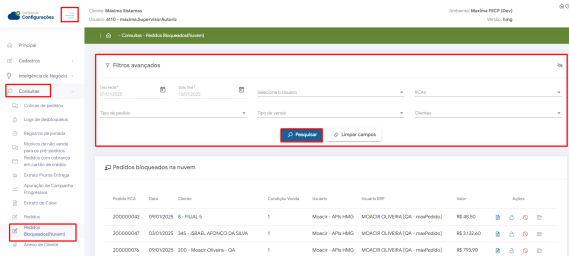 Central de
Configurações
Cliente: Máxima Sistemas
Usuário: 6110 - maxima.SupervisorAutoriz
Ambiente: Maxima PECP (Dev)
Versão: hmg
- Consultas - Pedidos Bloqueados(Nuvem)
Principal
Cadastros
Inteligência de Negócio
Consultas
Críticas de pedidos
Logs de desbloqueios
Registros de jornada
Motivos de não venda
para os pré-pedidos
Pedidos com cobrança
em cartão de crédito
Extrato Pronta Entrega
Apuração de Campanha
Progressiva
Extrato de Caixa
Pedidos
Pedidos
Bloqueados(Nuvem)
Anexo de Cliente
Filtros avançados
Data inicial *
01/01/2025
Data final *
Selecione o Usuário
RCAs
Tipo de pedido
Tipo de venda
Clientes
Pesquisar
Limpar campos
Pedidos bloqueados na nuvem
Pedido RCA Data Cliente Condição Venda Usuário Usuário ERP Valor Ações
200000042 09/01/2025 8 - FILIAL 5 1 Moacir - APIs HMG MOACIR OLIVEIRA [QA - maxPedido] R$ 48,50
200000047 03/01/2025 345 - ISRAEL AFONCO DA SILVA 1 Moacir - APIs HMG MOACIR OLIVEIRA [QA - maxPedido] R$ 3.132,60
200000076 09/01/2025 200 - Moacir Oliveira - QA 1 Moacir - APIs HMG MOACIR OLIVEIRA [QA - maxPedido] R$ 793,90